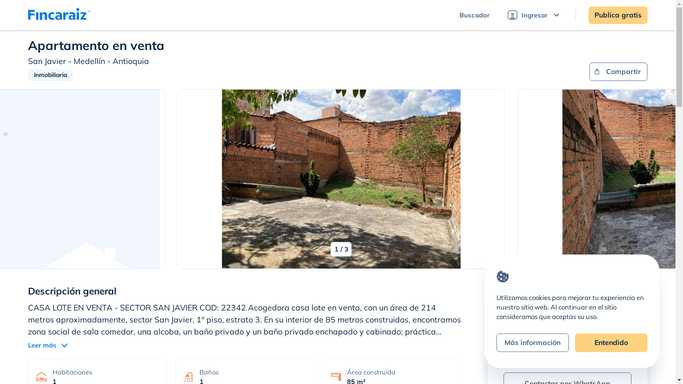 Fincaraiz
Buscador
Ingresar
Publica gratis
Apartamento en venta
San Javier - Medellín - Antioquia
Inmobiliaria
Compartir
1 / 3
Descripción general
CASA LOTE EN VENTA - SECTOR SAN JAVIER COD: 22342.Acogedora casa lote en venta, con un área de 214
metros aproximadamente, sector San Javier, 1° piso, estrato 3. En su interior de 85 metros construidos, encontramos
zona social de sala comedor, una alcoba, un baño privado y un baño privado enchapado y cabinado; práctica...
Leer más
Habitaciones
1
Baños
1
Área construida
85 m²
Utilizamos cookies para mejorar tu experiencia en
nuestro sitio web. Al continuar en el sitio
consideramos que aceptas su uso.
Más información
Entendido
Contactar por WhatsApp